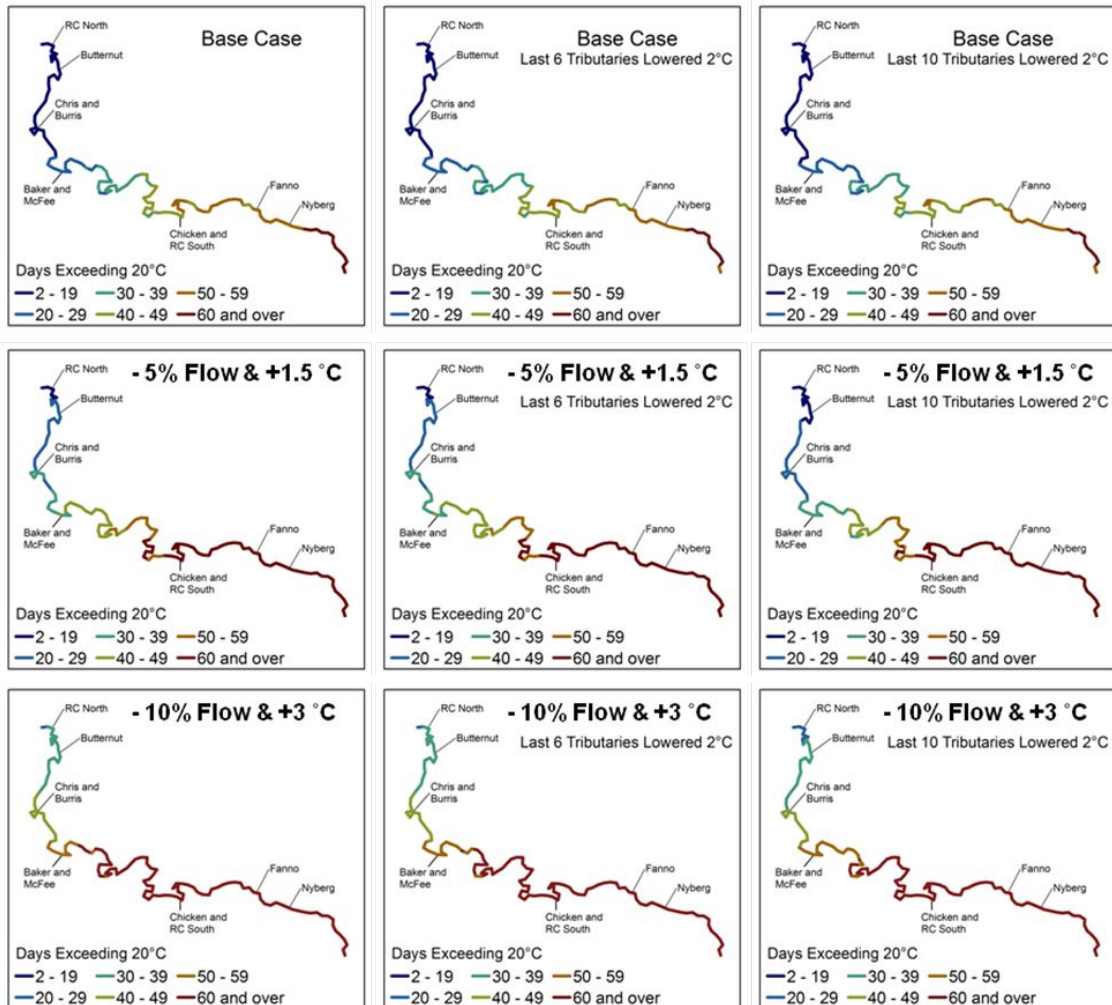 RC North
Base Case
Butternut
Chris and
Burris
Baker and
McFee
Fanno
Nyberg
Chicken and
RC South
Days Exceeding 20°C
2 - 19 30 - 39 50 - 59
20 - 29 40 - 49 60 and over
RC North
Base Case
Last 6 Tributaries Lowered 2°C
Butternut
Chris and
Burris
Baker and
McFee
Fanno
Nyberg
Chicken and
RC South
Days Exceeding 20°C
2 - 19 30 - 39 50 - 59
20 - 29 40 - 49 60 and over
RC North
Base Case
Last 10 Tributaries Lowered 2°C
Butternut
Chris and
Burris
Baker and
McFee
Fanno
Nyberg
Chicken and
RC South
Days Exceeding 20°C
2 - 19 30 - 39 50 - 59
20 - 29 40 - 49 60 and over
RC North
- 5% Flow & +1.5 °C
Butternut
Chris and
Burris
Baker and
McFee
Fanno
Nyberg
Chicken and
RC South
Days Exceeding 20°C
2 - 19 30 - 39 50 - 59
20 - 29 40 - 49 60 and over
RC North
- 5% Flow & +1.5 °C
Last 6 Tributaries Lowered 2°C
Butternut
Chris and
Burris
Baker and
McFee
Fanno
Nyberg
Chicken and
RC South
Days Exceeding 20°C
2 - 19 30 - 39 50 - 59
20 - 29 40 - 49 60 and over
RC North
- 5% Flow & +1.5 °C
Last 10 Tributaries Lowered 2°C
Butternut
Chris and
Burris
Baker and
McFee
Fanno
Nyberg
Chicken and
RC South
Days Exceeding 20°C
2 - 19 30 - 39 50 - 59
20 - 29 40 - 49 60 and over
RC North
- 10% Flow & +3 °C
Butternut
Chris and
Burris
Baker and
McFee
Fanno
Nyberg
Chicken and
RC South
Days Exceeding 20°C
2 - 19 30 - 39 50 - 59
20 - 29 40 - 49 60 and over
RC North
- 10% Flow & +3 °C
Last 6 Tributaries Lowered 2°C
Butternut
Chris and
Burris
Baker and
McFee
Fanno
Nyberg
Chicken and
RC South
Days Exceeding 20°C
2 - 19 30 - 39 50 - 59
20 - 29 40 - 49 60 and over
RC North
- 10% Flow & +3 °C
Last 10 Tributaries Lowered 2°C
Butternut
Chris and
Burris
Baker and
McFee
Fanno
Nyberg
Chicken and
RC South
Days Exceeding 20°C
2 - 19 30 - 39 50 - 59
20 - 29 40 - 49 60 and over